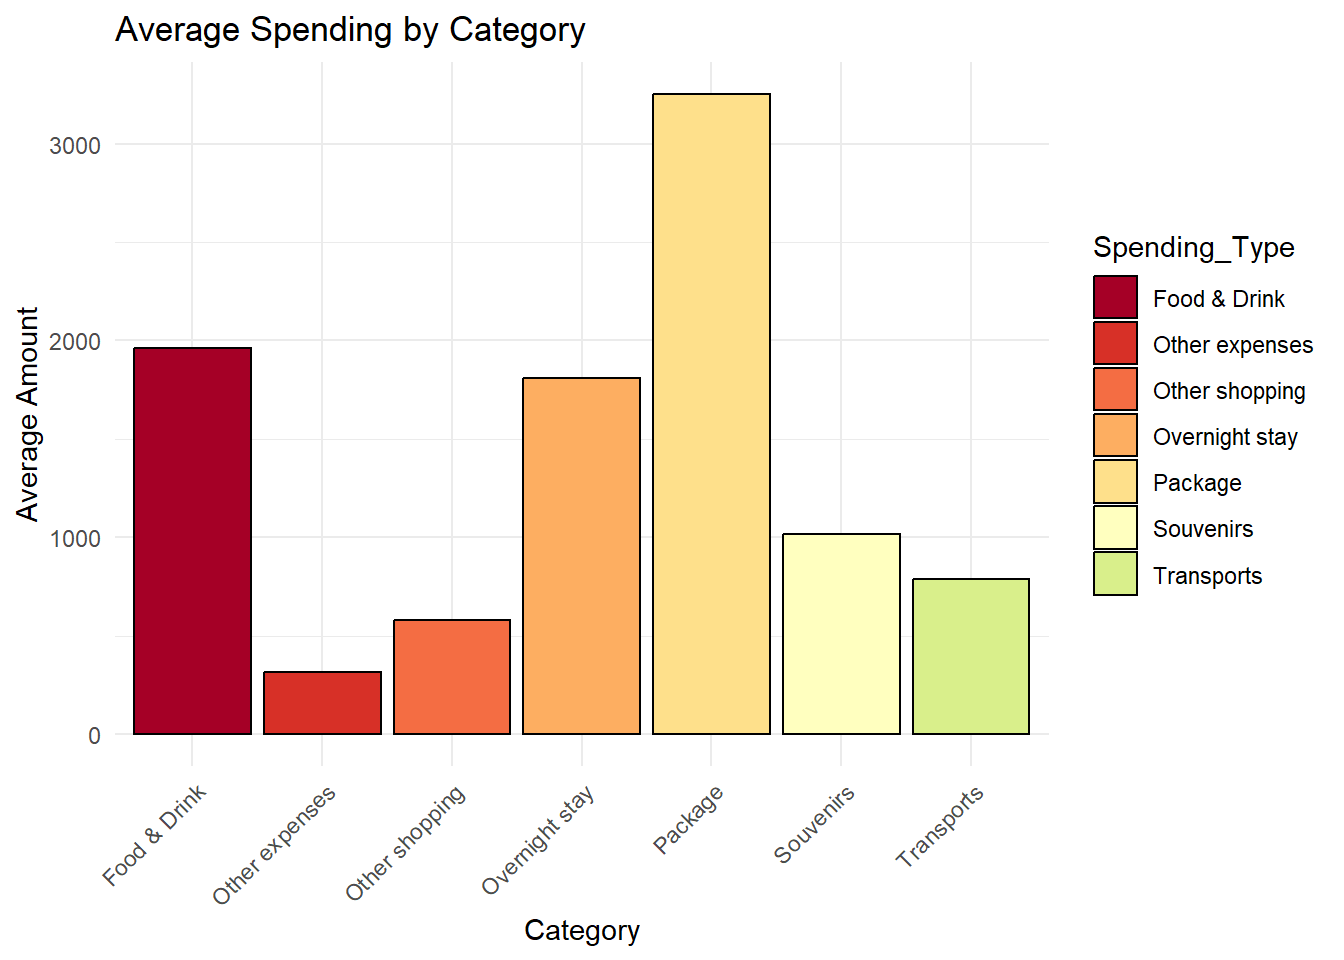 Average Spending by Category
Average Amount
3000
2000
1000
0
Food & Drink
Other expenses
Other shopping
Overnight stay
Package
Souvenirs
Transports
Category
Spending_Type
Food & Drink
Other expenses
Other shopping
Overnight stay
Package
Souvenirs
Transports